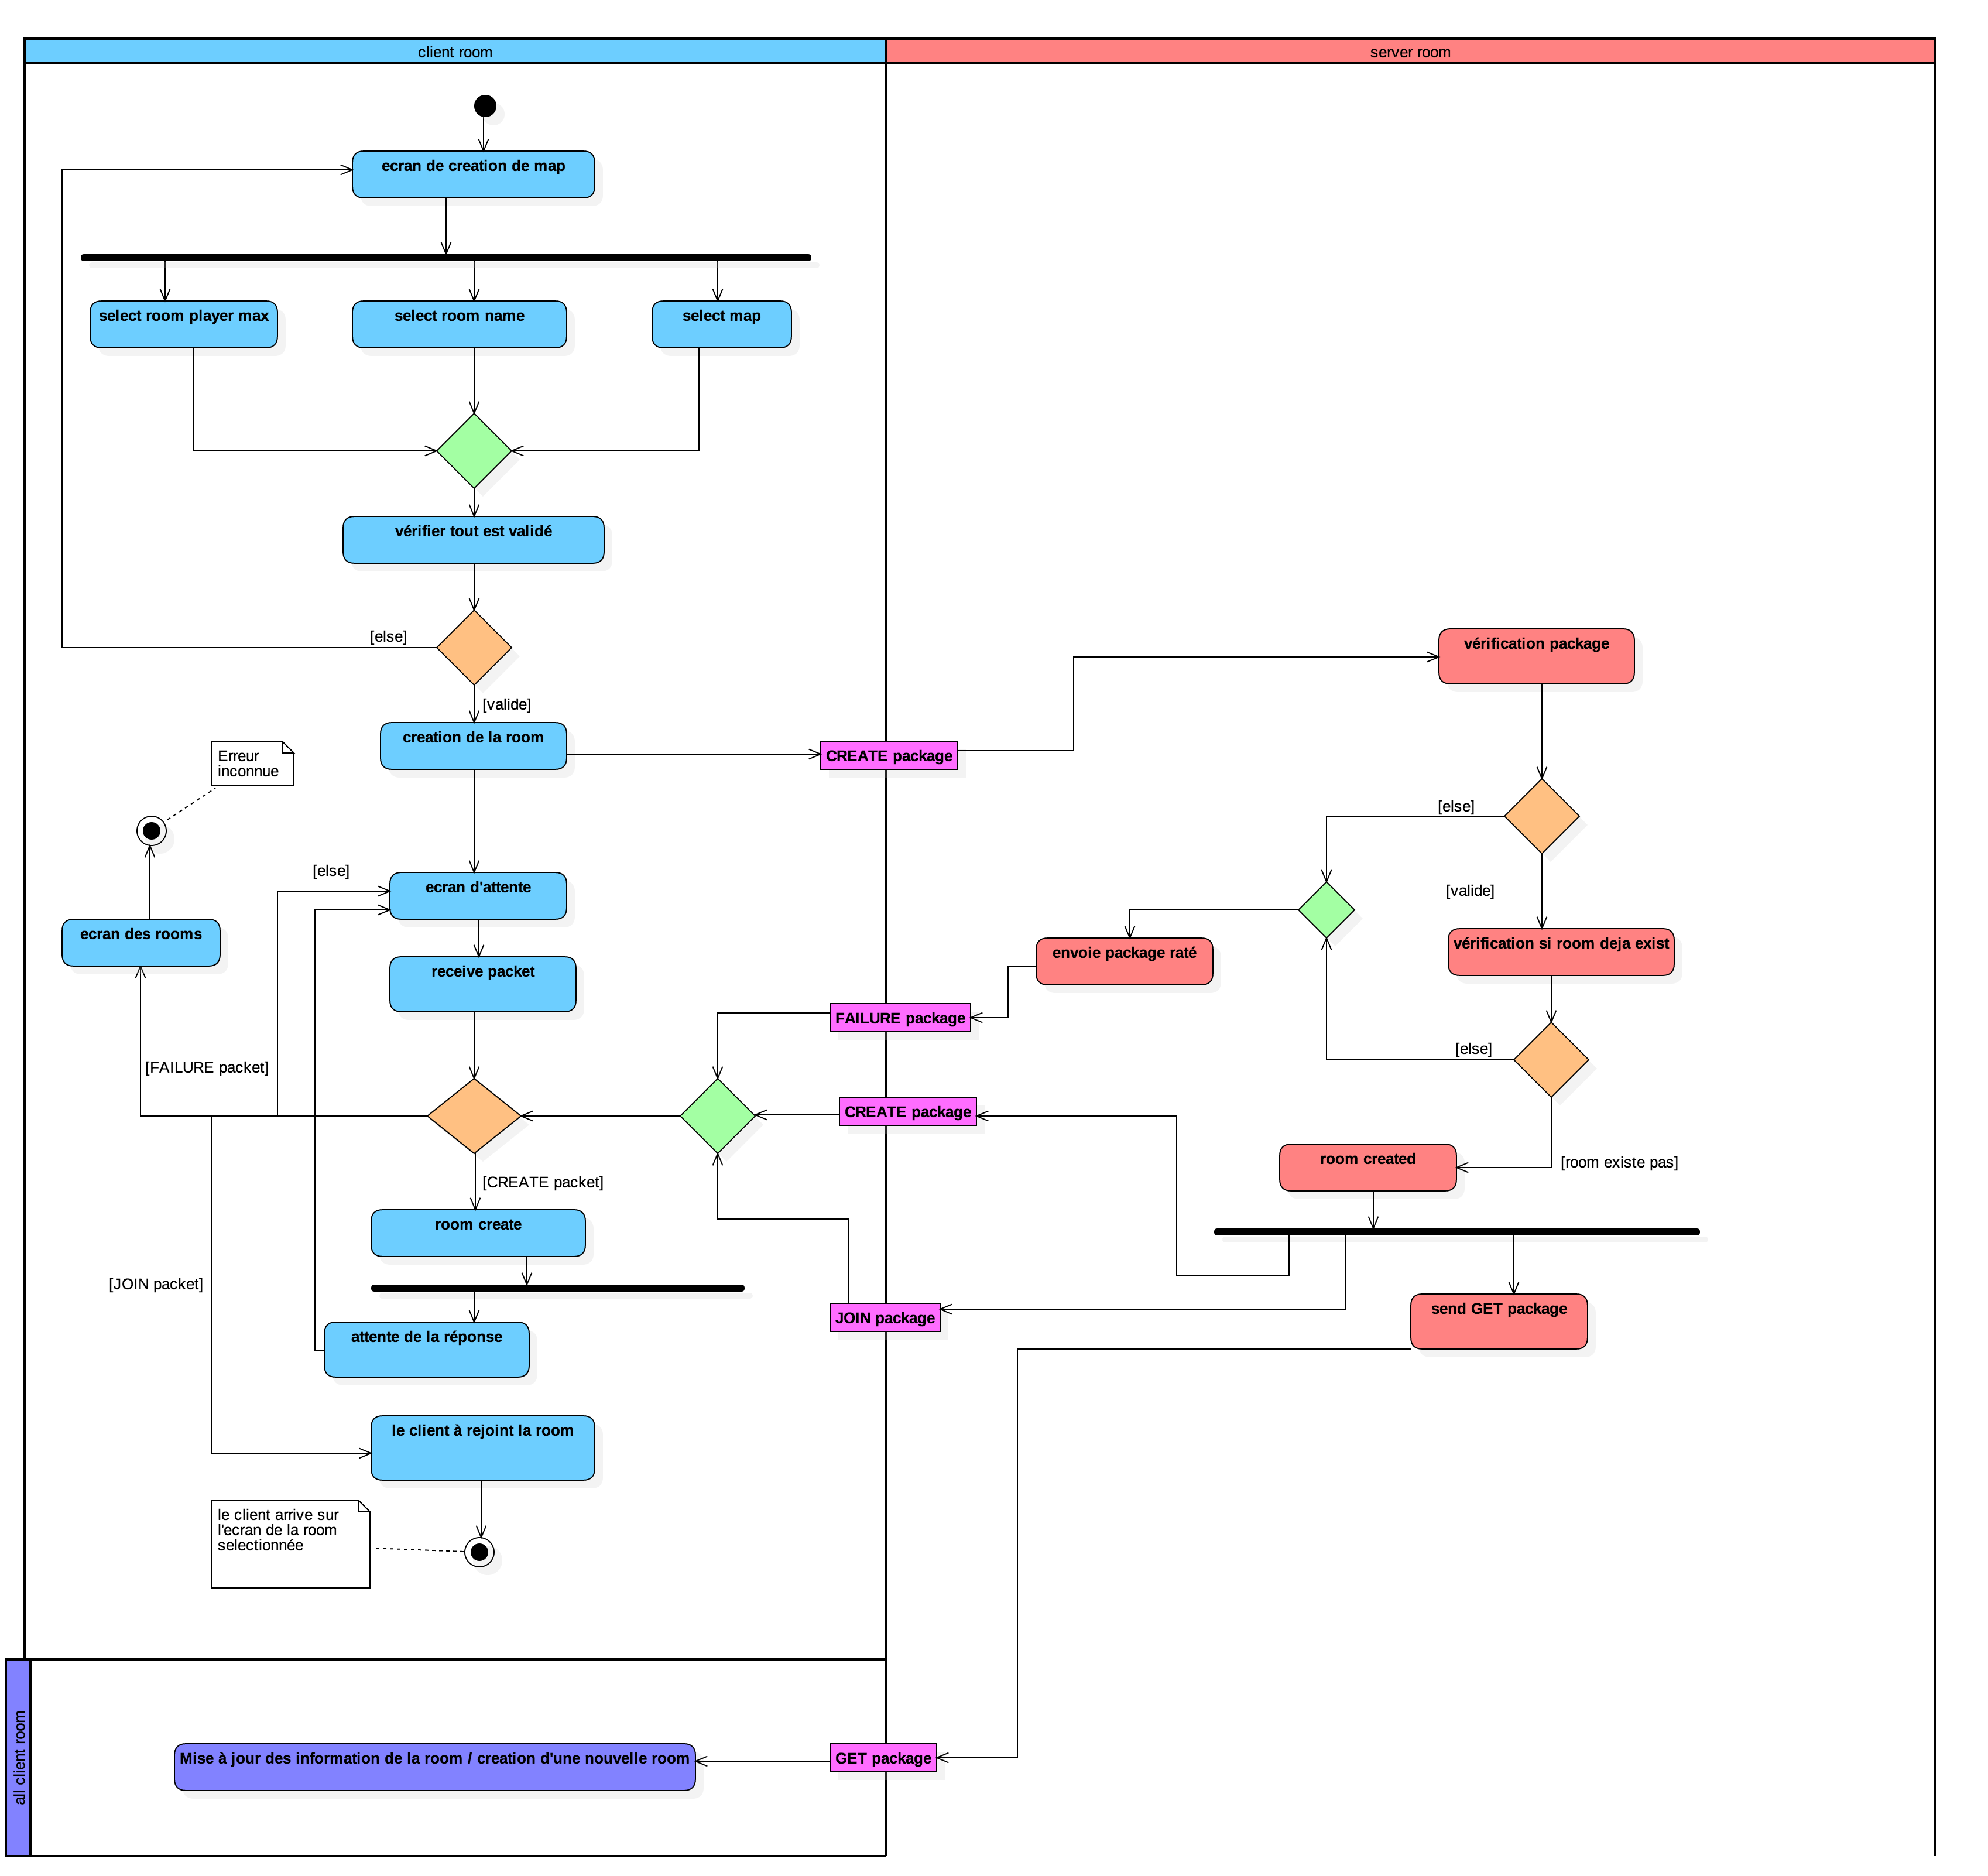 client room
server room
ecran de creation de map
select room player max
select room name
select map
vérifier tout est validé
[else]
[valide]
creation de la room
CREATE package
vérification package
[else]
[valide]
Erreur
inconnue
[else]
ecran d'attente
ecran des rooms
receive packet
vérification si room deja exist
envoie package raté
FAILURE package
[else]
[FAILURE packet]
CREATE package
[room existe pas]
room created
[CREATE packet]
room create
[JOIN packet]
JOIN package
send GET package
attente de la réponse
le client à rejoint la room
le client arrive sur
l'ecran de la room
selectionnée
all client room
Mise à jour des information de la room / creation d'une nouvelle room
GET package